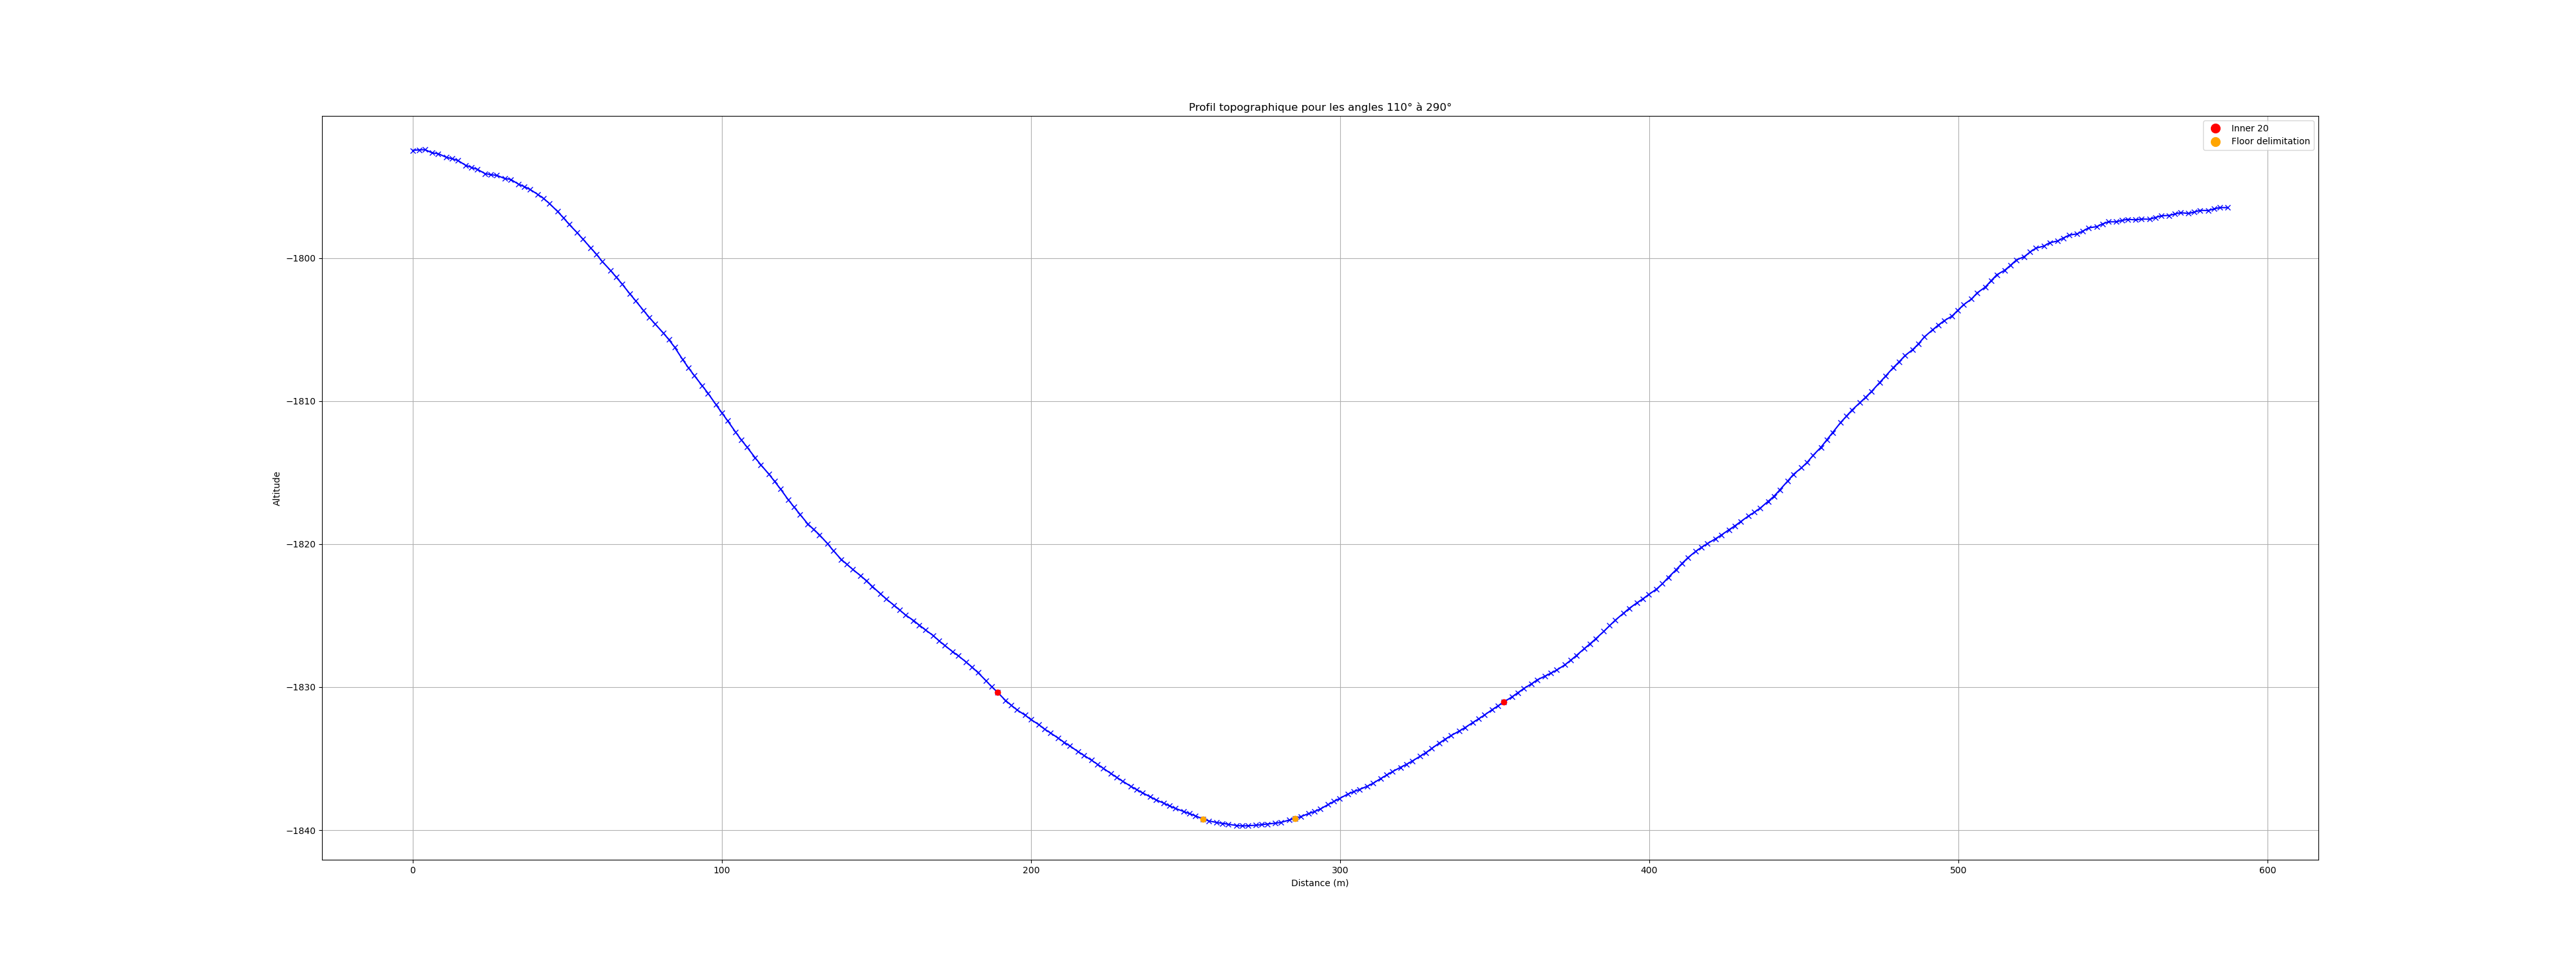 Profil topographique pour les angles 110° à 290°
Inner 20
Floor delimitation
−1800
−1810
−1820
−1830
−1840
Altitude
0 100 200 300 400 500 600
Distance (m)